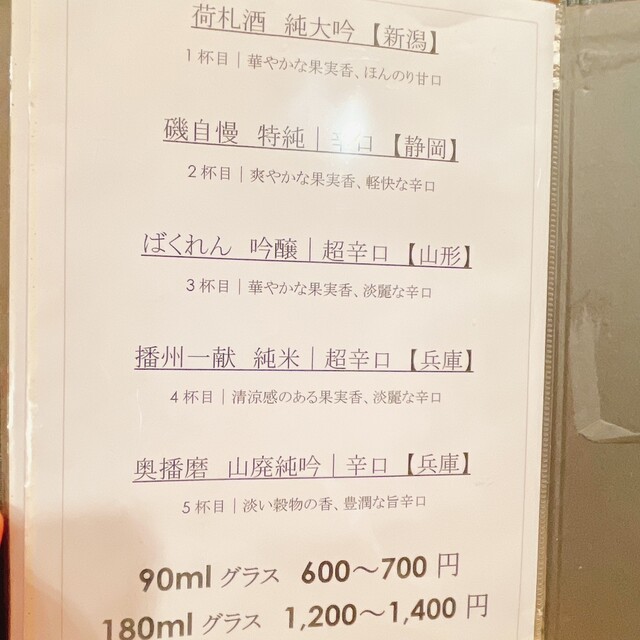 荷札酒 純大吟【新潟】
1杯目｜華やかな果実香、ほんのり甘口
磯自慢 特純｜辛口【静岡】
2杯目｜爽やかな果実香、軽快な辛口
ばくれん 吟醸｜超辛口【山形】
3杯目｜華やかな果実香、淡麗な辛口
播州一献 純米｜超辛口【兵庫】
4杯目｜清涼感のある果実香、淡麗な辛口
奥播磨 山廃純吟｜辛口【兵庫】
5杯目｜淡い穀物の香、豊潤な旨辛口
90ml グラス 600～700 円
180ml グラス 1,200～1,400 円